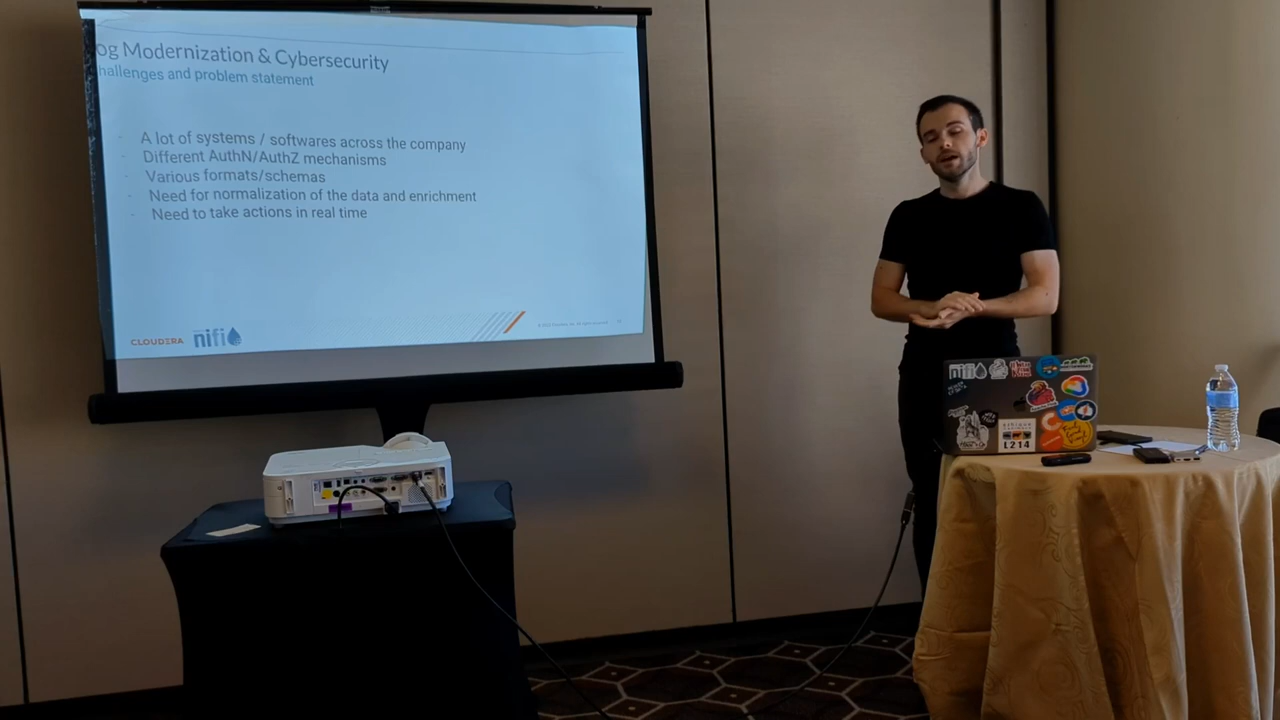 og Modernization & Cybersecurity
hallenges and problem statement
- A lot of systems / softwares across the company
- Different AuthN/AuthZ mechanisms
- Various formats/schemas
- Need for normalization of the data and enrichment
- Need to take actions in real time
CLOUDERA
nifi
nifi
L214